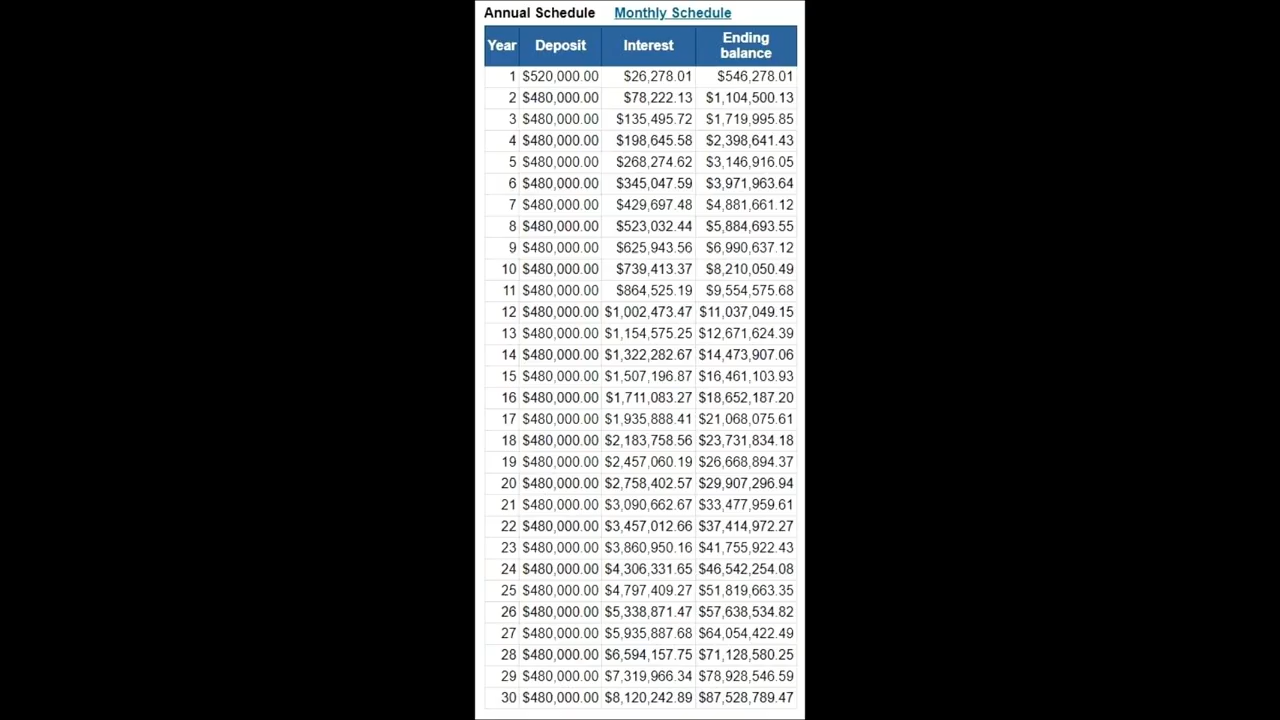 Annual Schedule Monthly Schedule
Year Deposit Interest Ending balance
1 $520,000.00 $26,278.01 $546,278.01
2 $480,000.00 $78,222.13 $1,104,500.13
3 $480,000.00 $135,495.72 $1,719,995.85
4 $480,000.00 $198,645.58 $2,398,641.43
5 $480,000.00 $268,274.62 $3,146,916.05
6 $480,000.00 $345,047.59 $3,971,963.64
7 $480,000.00 $429,697.48 $4,881,661.12
8 $480,000.00 $523,032.44 $5,884,693.55
9 $480,000.00 $625,943.56 $6,990,637.12
10 $480,000.00 $739,413.37 $8,210,050.49
11 $480,000.00 $864,525.19 $9,554,575.68
12 $480,000.00 $1,002,473.47 $11,037,049.15
13 $480,000.00 $1,154,575.25 $12,671,624.39
14 $480,000.00 $1,322,282.67 $14,473,907.06
15 $480,000.00 $1,507,196.87 $16,461,103.93
16 $480,000.00 $1,711,083.27 $18,652,187.20
17 $480,000.00 $1,935,888.41 $21,068,075.61
18 $480,000.00 $2,183,758.56 $23,731,834.18
19 $480,000.00 $2,457,060.19 $26,668,894.37
20 $480,000.00 $2,758,402.57 $29,907,296.94
21 $480,000.00 $3,090,662.67 $33,477,959.61
22 $480,000.00 $3,457,012.66 $37,414,972.27
23 $480,000.00 $3,860,950.16 $41,755,922.43
24 $480,000.00 $4,306,331.65 $46,542,254.08
25 $480,000.00 $4,797,409.27 $51,819,663.35
26 $480,000.00 $5,338,871.47 $57,638,534.82
27 $480,000.00 $5,935,887.68 $64,054,422.49
28 $480,000.00 $6,594,157.75 $71,128,580.25
29 $480,000.00 $7,319,966.34 $78,928,546.59
30 $480,000.00 $8,120,242.89 $87,528,789.47